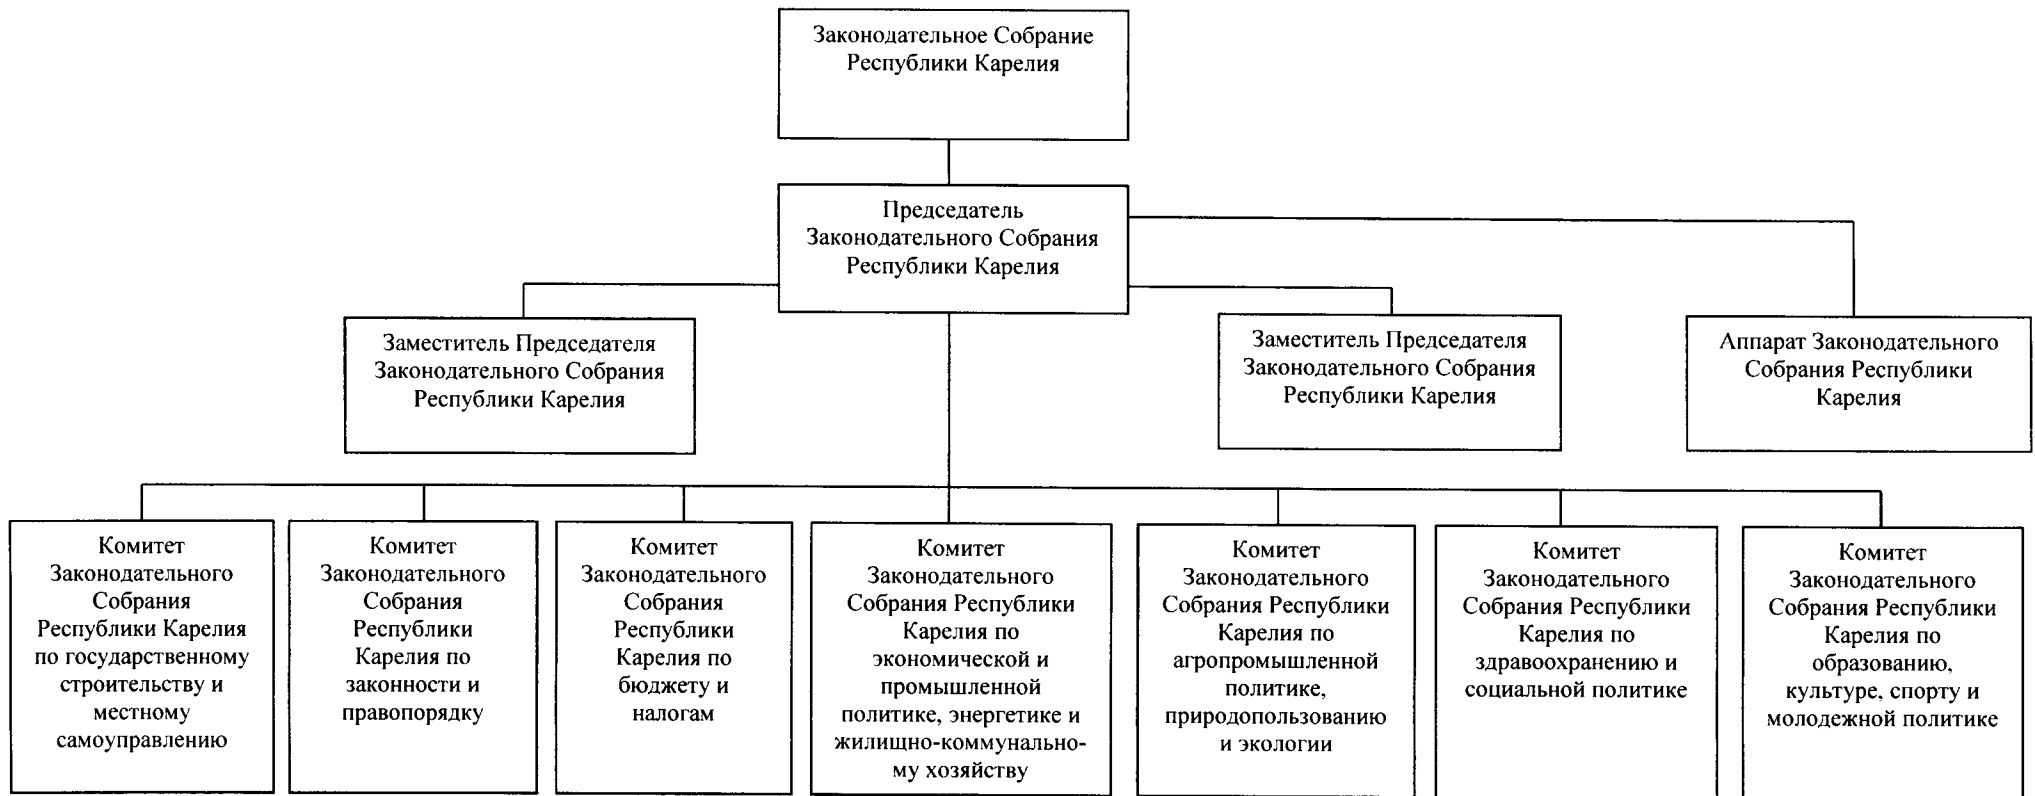 Законодательное Собрание
Республики Карелия
Председатель
Законодательного Собрания
Республики Карелия
Заместитель Председателя
Законодательного Собрания
Республики Карелия
Заместитель Председателя
Законодательного Собрания
Республики Карелия
Аппарат Законодательного
Собрания Республики
Карелия
Комитет
Законодательного
Собрания
Республики Карелия
по государственному
строительству и
местному
самоуправлению
Комитет
Законодательного
Собрания
Республики
Карелия по
законности и
правопорядку
Комитет
Законодательного
Собрания
Республики
Карелия по
бюджету и
налогам
Комитет
Законодательного
Собрания Республики
Карелия по
экономической и
промышленной
политике, энергетике и
жилищно-коммунально-
му хозяйству
Комитет
Законодательного
Собрания Республики
Карелия по
агропромышленной
политике,
природопользованию
и экологии
Комитет
Законодательного
Собрания Республики
Карелия по
здравоохранению и
социальной политике
Комитет
Законодательного
Собрания Республики
Карелия по
образованию,
культуре, спорту и
молодежной политике